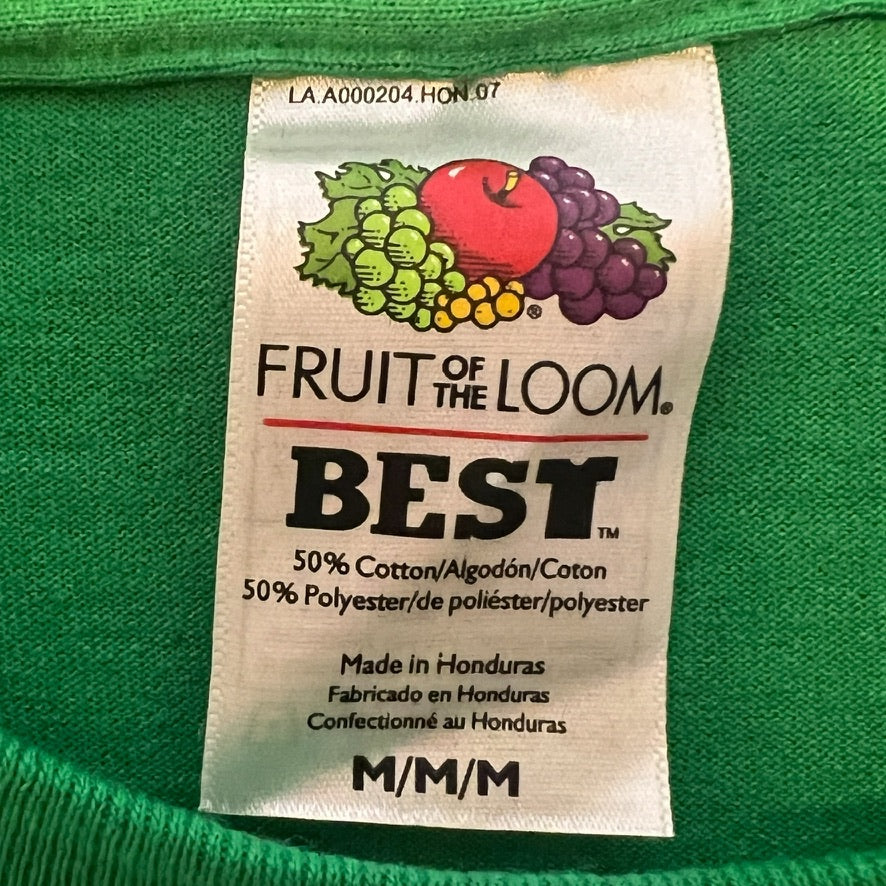 LA.A000204.HON.07
®
FRUIT OF THE LOOM®
BEST™
50% Cotton/Algodón/Coton
50% Polyester/de poliéster/polyester
Made in Honduras
Fabricado en Honduras
Confectionné au Honduras
M/M/M